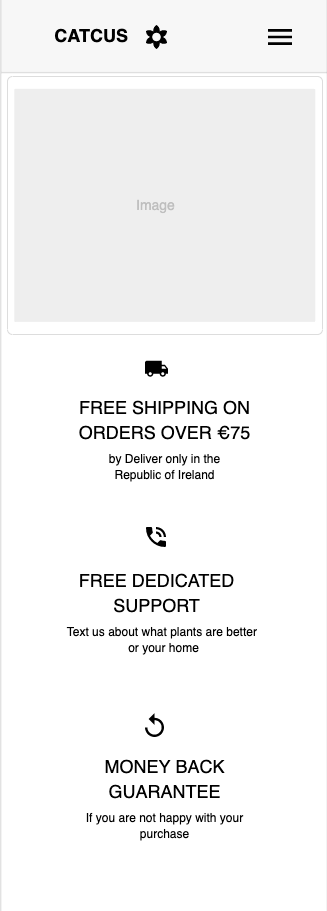 CATCUS
Image
FREE SHIPPING ON
ORDERS OVER €75
by Deliver only in the
Republic of Ireland
FREE DEDICATED
SUPPORT
Text us about what plants are better
or your home
MONEY BACK
GUARANTEE
If you are not happy with your
purchase